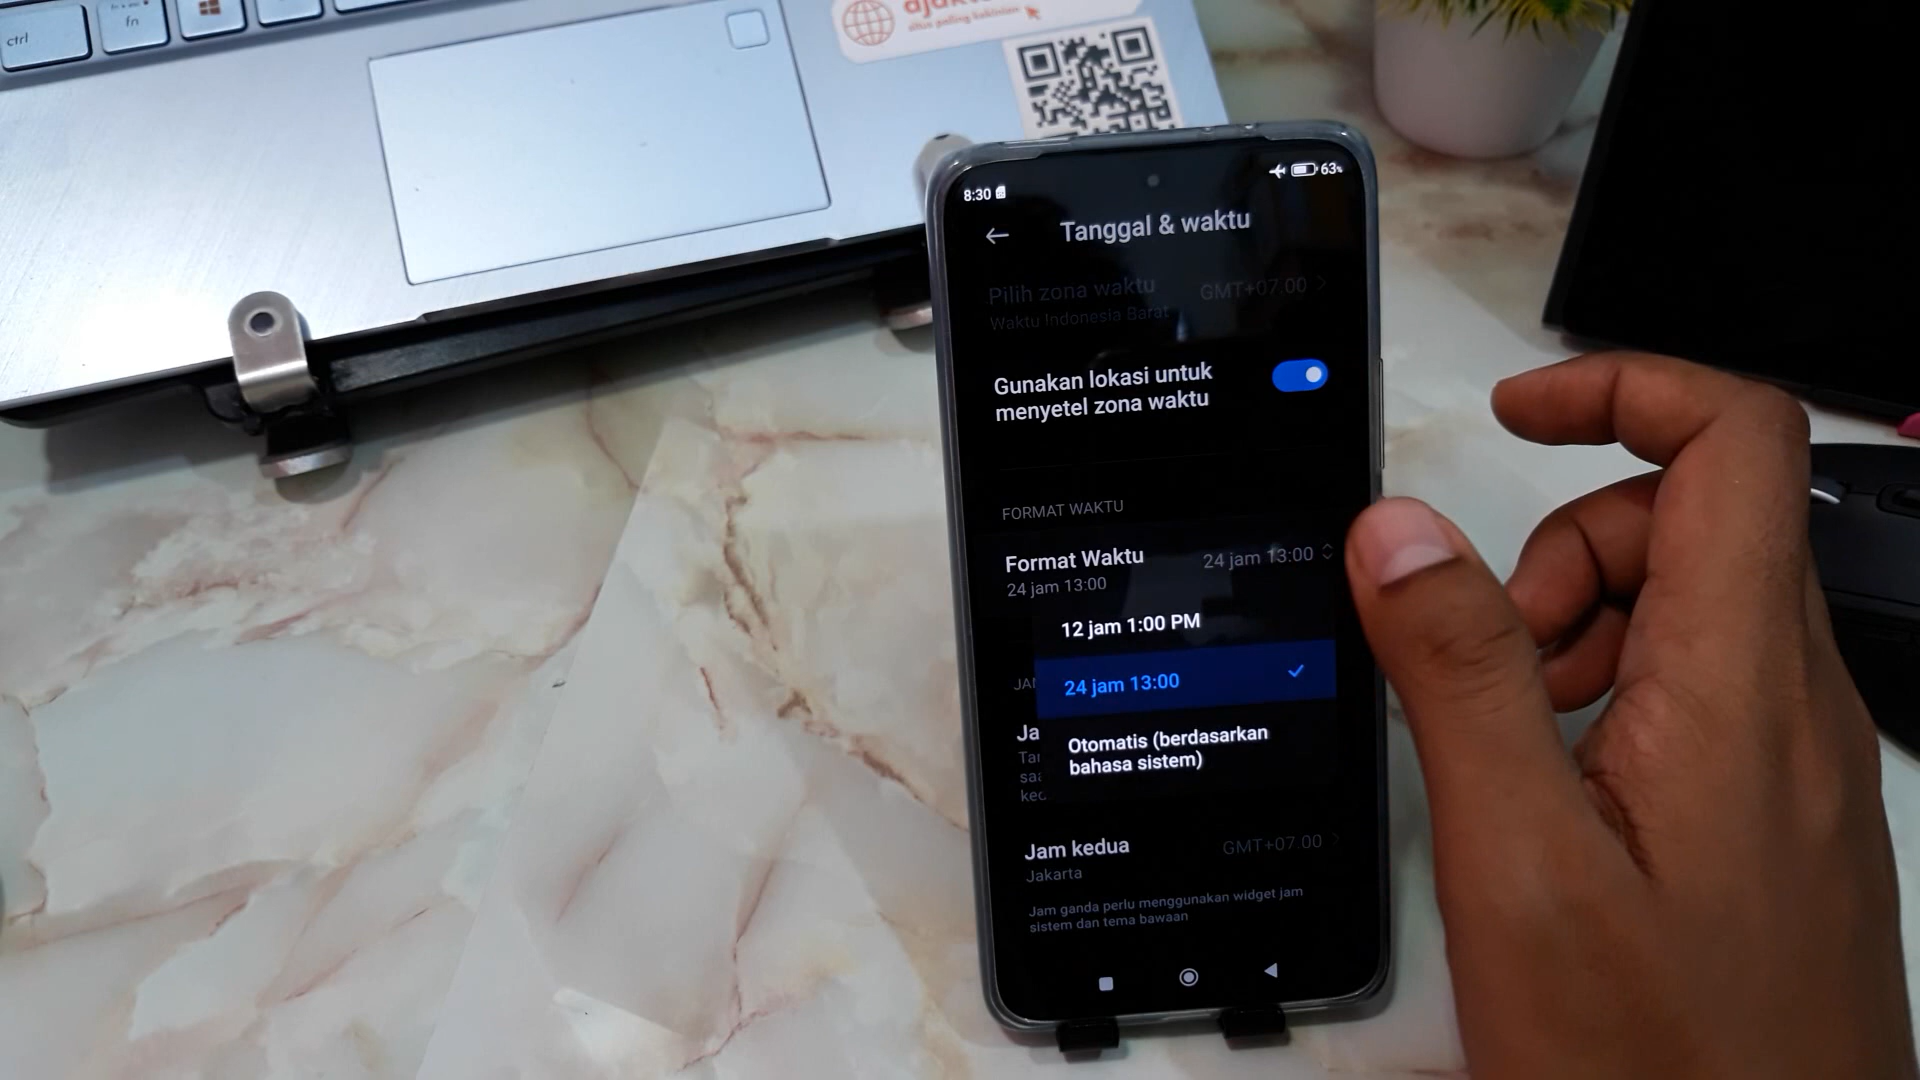 ctrl
fn
situs paling kekinian
8:30
63%
Tanggal & waktu
Pilih zona waktu
GMT+07.00
Waktu Indonesia Barat
Gunakan lokasi untuk
menyetel zona waktu
FORMAT WAKTU
Format Waktu
24 jam 13:00
24 jam 13:00
12 jam 1:00 PM
24 jam 13:00
Otomatis (berdasarkan
bahasa sistem)
Jam kedua
GMT+07.00
Jakarta
Jam ganda perlu menggunakan widget jam
sistem dan tema bawaan